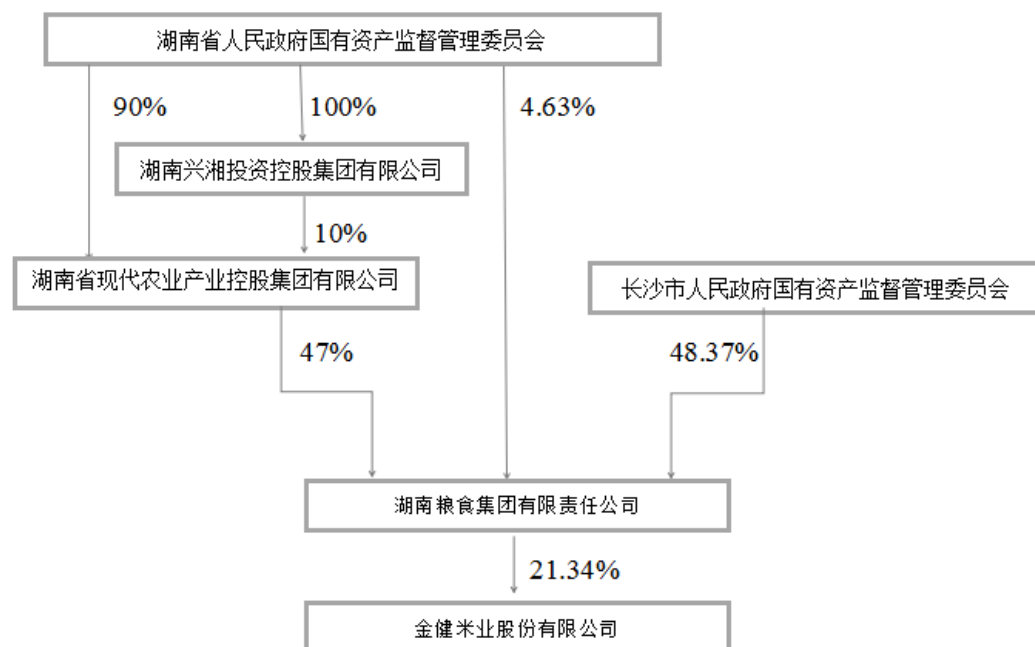 湖南省人民政府国有资产监督管理委员会
90%
100%
4.63%
湖南兴湘投资控股集团有限公司
10%
湖南省现代农业产业控股集团有限公司
长沙市人民政府国有资产监督管理委员会
47%
48.37%
湖南粮食集团有限责任公司
21.34%
金健米业股份有限公司